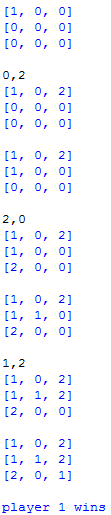 [1, 0, 0]
[0, 0, 0]
[0, 0, 0]
0,2
[1, 0, 2]
[0, 0, 0]
[0, 0, 0]
[1, 0, 2]
[1, 0, 0]
[0, 0, 0]
2,0
[1, 0, 2]
[1, 0, 0]
[2, 0, 0]
[1, 0, 2]
[1, 1, 0]
[2, 0, 0]
1,2
[1, 0, 2]
[1, 1, 2]
[2, 0, 0]
[1, 0, 2]
[1, 1, 2]
[2, 0, 1]
player 1 wins